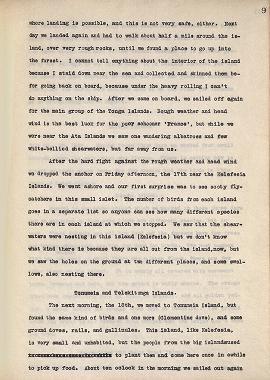 9
where landing is possible, and this is not very safe, either. Next
day we landed again and had to walk about half a mile around the is-
land, over very rough rocks, until we found a place to go up into the
forest. I cannot tell anything about the interior of the island
because I staid down near the sea and collected and skinned them be-
fore going back on board, because under the heavy rolling I can't
do anything on the ship. After we came on board, we sailed off again
for the main group of the Tonga Islands. Rough weather and head
wind is the best luck for the poor schooner 'France', but while we
were near the Ata Islands we saw one wandering albatross and few
white-bellied shearwaters, but far away from us.
After the hard fight against the rough weather and head wind
we dropped the anchor on Friday afternoon, the 17th near the Kelefesia
Islands. We went ashore and our first surprise was to see sooty fly-
catchers in this small islet. The number of birds from each island
goes in a separate list so anyone can see how many different species
there are in each island at which we stopped. We saw that the shear-
waters were nesting in this island (Kelefesia) but we don't know
what kind there is because they are all out from the island, now, but
we saw the holes on the ground at two different places, and some swal-
lows, also nesting there.
Tonumeia and Telekitonga Islands.
The next morning, the 18th, we moved to Tonumeia Island, but
found the same kind of birds and one more (Clementine dove), and some
ground doves, rails, and gallinules. This island, like Kelefesia,
is very small and uninhabited, but the people from the big islands used
to plant them and come here once in awhile
to pick up food. About ten oclock in the morning we sailed out again